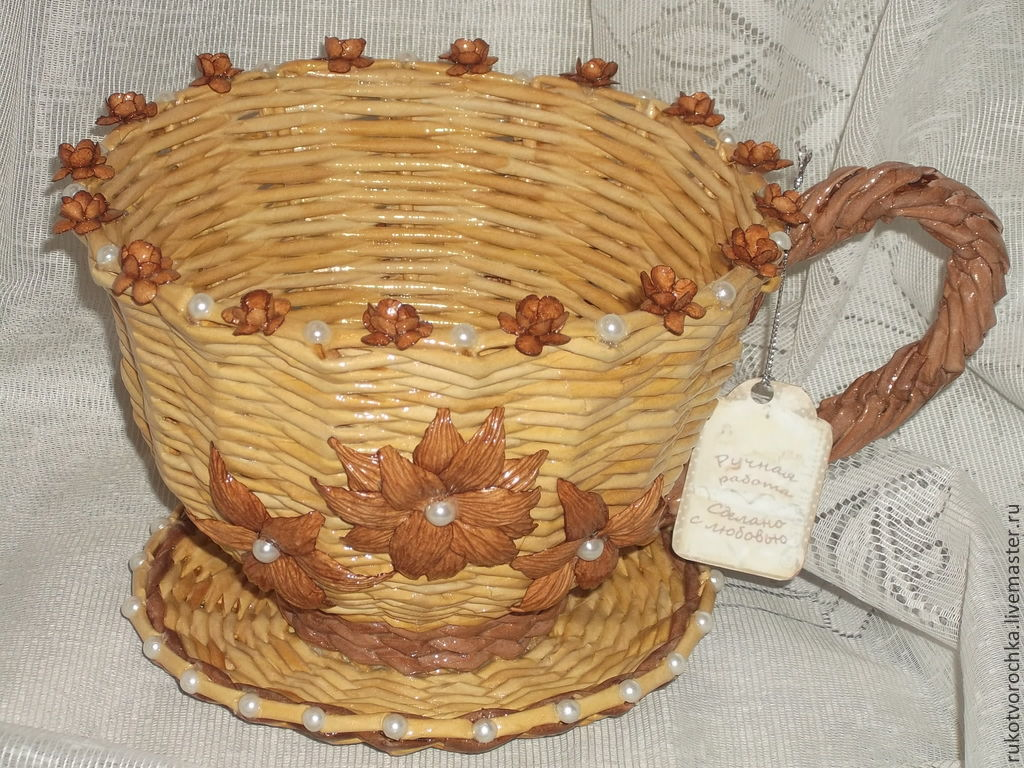 Ручная
работа
Сделано
с любовью
rukotvorochka.livemaster.ru